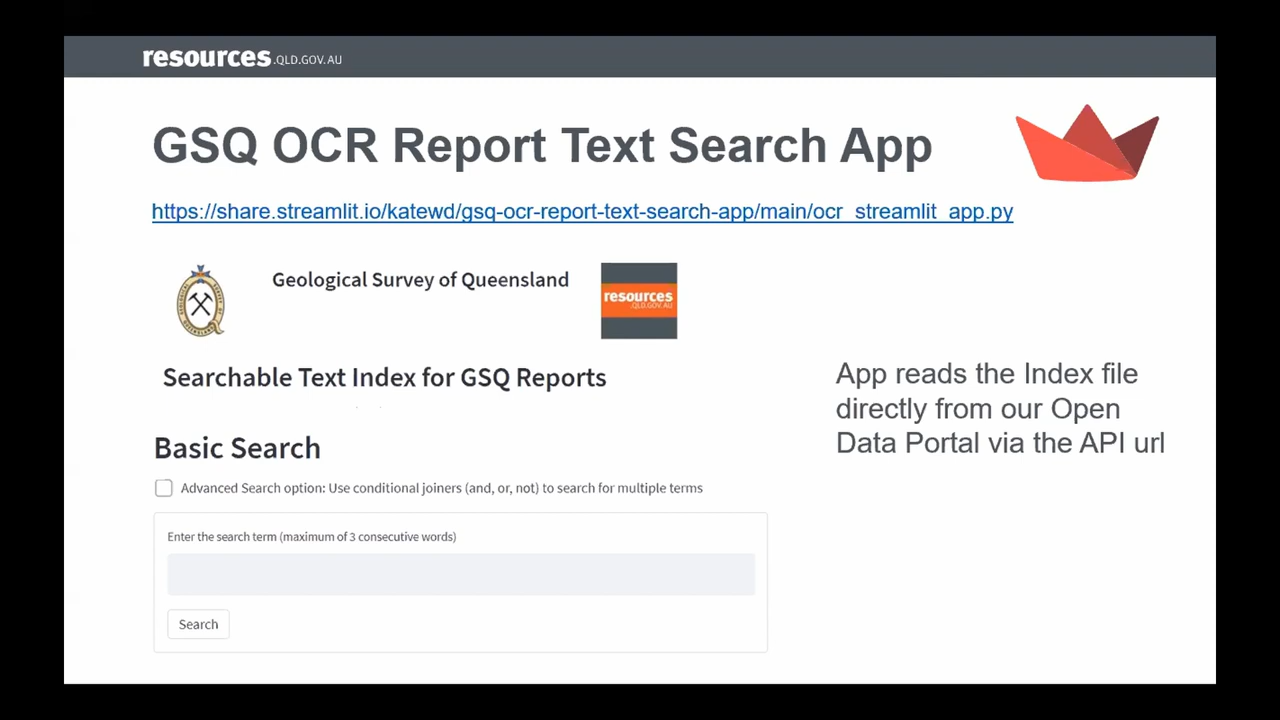 resources.QLD.GOV.AU
GSQ OCR Report Text Search App
https://share.streamlit.io/katewd/gsq-ocr-report-text-search-app/main/ocr_streamlit_app.py
Geological Survey of Queensland
resources
.QLD.GOV.AU
Searchable Text Index for GSQ Reports
Basic Search
Advanced Search option: Use conditional joiners (and, or, not) to search for multiple terms
Enter the search term (maximum of 3 consecutive words)
Search
App reads the Index file
directly from our Open
Data Portal via the API url